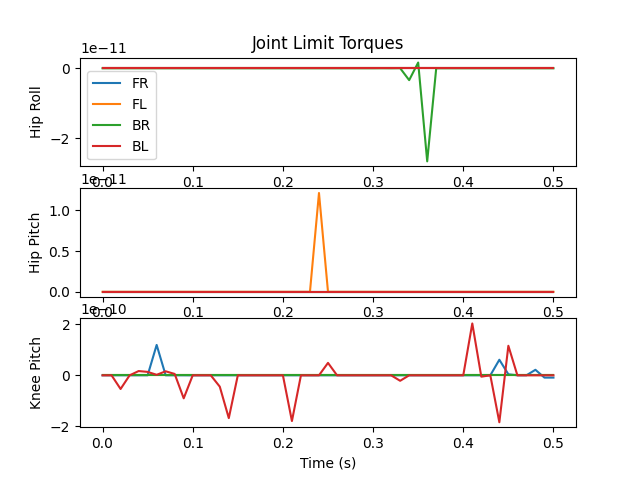 Joint Limit Torques
1e−11
Hip Roll
0
−2
FR
FL
BR
BL
0.0 0.1 0.2 0.3 0.4 0.5
1e−11
Hip Pitch
1.0
0.5
0.0
0.0 0.1 0.2 0.3 0.4 0.5
1e−10
Knee Pitch
2
0
−2
0.0 0.1 0.2 0.3 0.4 0.5
Time (s)